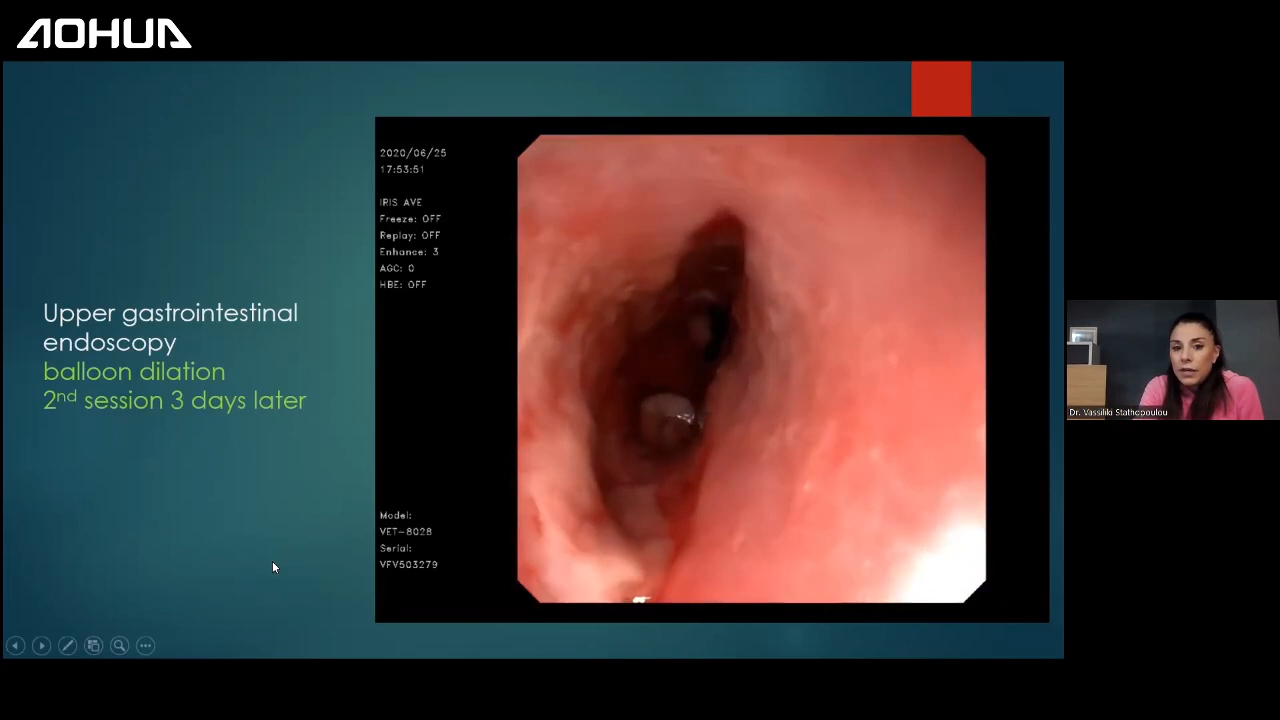 AOHUA
Upper gastrointestinal
endoscopy
balloon dilation
2nd session 3 days later
2020/06/25
17:53:51
IRIS AVE
Freeze: OFF
Replay: OFF
Enhance: 3
AGC: 0
HBE: OFF
Model:
VET-8028
Serial:
VFV503279
Dr. Vassiliki Stathopoulou